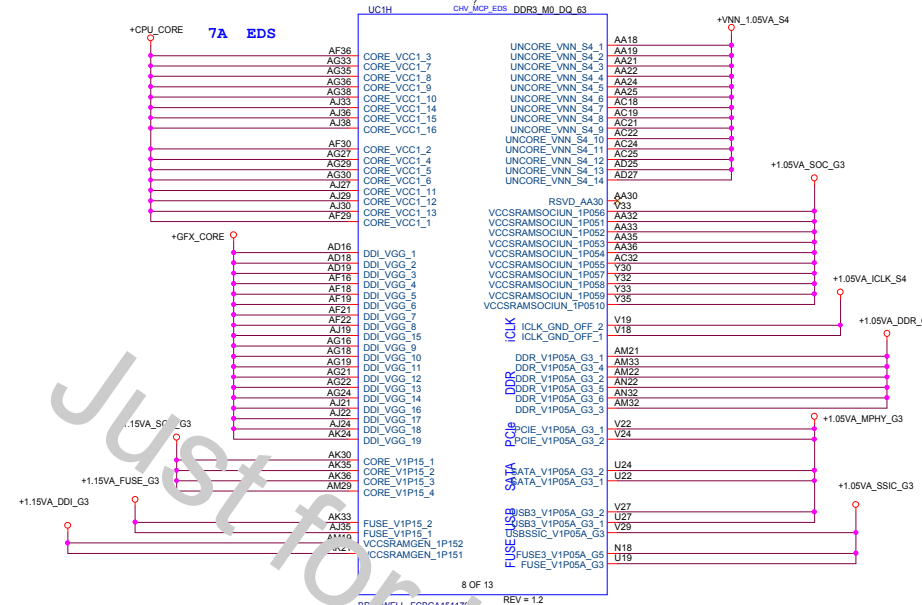 UC1H
CHV_MCP_EDS
DDR3_M0_DQ_63
+CPU_CORE
7A EDS
AF36 CORE_VCC1_3
AG33 CORE_VCC1_7
AG35 CORE_VCC1_8
AG36 CORE_VCC1_9
AG38 CORE_VCC1_10
AJ33 CORE_VCC1_14
AJ36 CORE_VCC1_15
AJ38 CORE_VCC1_16
AF30 CORE_VCC1_2
AG27 CORE_VCC1_4
AG29 CORE_VCC1_5
AG30 CORE_VCC1_6
AJ27 CORE_VCC1_11
AJ29 CORE_VCC1_12
AJ30 CORE_VCC1_13
AF29 CORE_VCC1_1
+GFX_CORE
AD16 DDI_VGG_1
AD18 DDI_VGG_2
AD19 DDI_VGG_3
AF16 DDI_VGG_4
AF18 DDI_VGG_5
AF19 DDI_VGG_6
AF21 DDI_VGG_7
AF22 DDI_VGG_8
AJ19 DDI_VGG_15
AG16 DDI_VGG_9
AG18 DDI_VGG_10
AG19 DDI_VGG_11
AG21 DDI_VGG_12
AG22 DDI_VGG_13
AG24 DDI_VGG_14
AJ21 DDI_VGG_16
AJ22 DDI_VGG_17
AJ24 DDI_VGG_18
AK24 DDI_VGG_19
AK30 CORE_V1P15_1
AK35 CORE_V1P15_2
AK36 CORE_V1P15_3
AM29 CORE_V1P15_4
+1.15VA_FUSE_G3
+1.15VA_DDI_G3
AK33 FUSE_V1P15_2
AJ35 FUSE_V1P15_1
VCCSRAMGEN_1P152
VCCSRAMGEN_1P151
+VNN_1.05VA_S4
UNCORE_VNN_S4_1 AA18
UNCORE_VNN_S4_2 AA19
UNCORE_VNN_S4_3 AA21
UNCORE_VNN_S4_4 AA22
UNCORE_VNN_S4_5 AA24
UNCORE_VNN_S4_6 AA25
UNCORE_VNN_S4_7 AC18
UNCORE_VNN_S4_8 AC19
UNCORE_VNN_S4_9 AC21
UNCORE_VNN_S4_10 AC22
UNCORE_VNN_S4_11 AC24
UNCORE_VNN_S4_12 AC25
UNCORE_VNN_S4_13 AD25
UNCORE_VNN_S4_14 AD27
+1.05VA_SOC_G3
RSVD_AA30 AA30
VCCSRAMSOCIUN_1P056 V33
VCCSRAMSOCIUN_1P051 AA32
VCCSRAMSOCIUN_1P052 AA33
VCCSRAMSOCIUN_1P053 AA35
VCCSRAMSOCIUN_1P054 AA36
VCCSRAMSOCIUN_1P055 AC32
VCCSRAMSOCIUN_1P057 Y30
VCCSRAMSOCIUN_1P058 Y32
VCCSRAMSOCIUN_1P059 Y33
VCCSRAMSOCIUN_1P0510 Y35
+1.05VA_ICLK_S4
iCLK
ICLK_GND_OFF_2 V19
ICLK_GND_OFF_1 V18
+1.05VA_DDR_
DDR
DDR_V1P05A_G3_1 AM21
DDR_V1P05A_G3_4 AM33
DDR_V1P05A_G3_2 AM22
DDR_V1P05A_G3_5 AN22
DDR_V1P05A_G3_6 AN32
DDR_V1P05A_G3_3 AM32
+1.05VA_MPHY_G3
PCIe
PCIE_V1P05A_G3_1 V22
PCIE_V1P05A_G3_2 V24
SATA
SATA_V1P05A_G3_2 U24
SATA_V1P05A_G3_1 U22
+1.05VA_SSIC_G3
USB
USB3_V1P05A_G3_2 V27
USB3_V1P05A_G3_1 U27
USBSSIC_V1P05A_G3 V29
FUSE
FUSE3_V1P05A_G5 N18
FUSE_V1P05A_G3 U19
8 OF 13
REV = 1.2
Just for